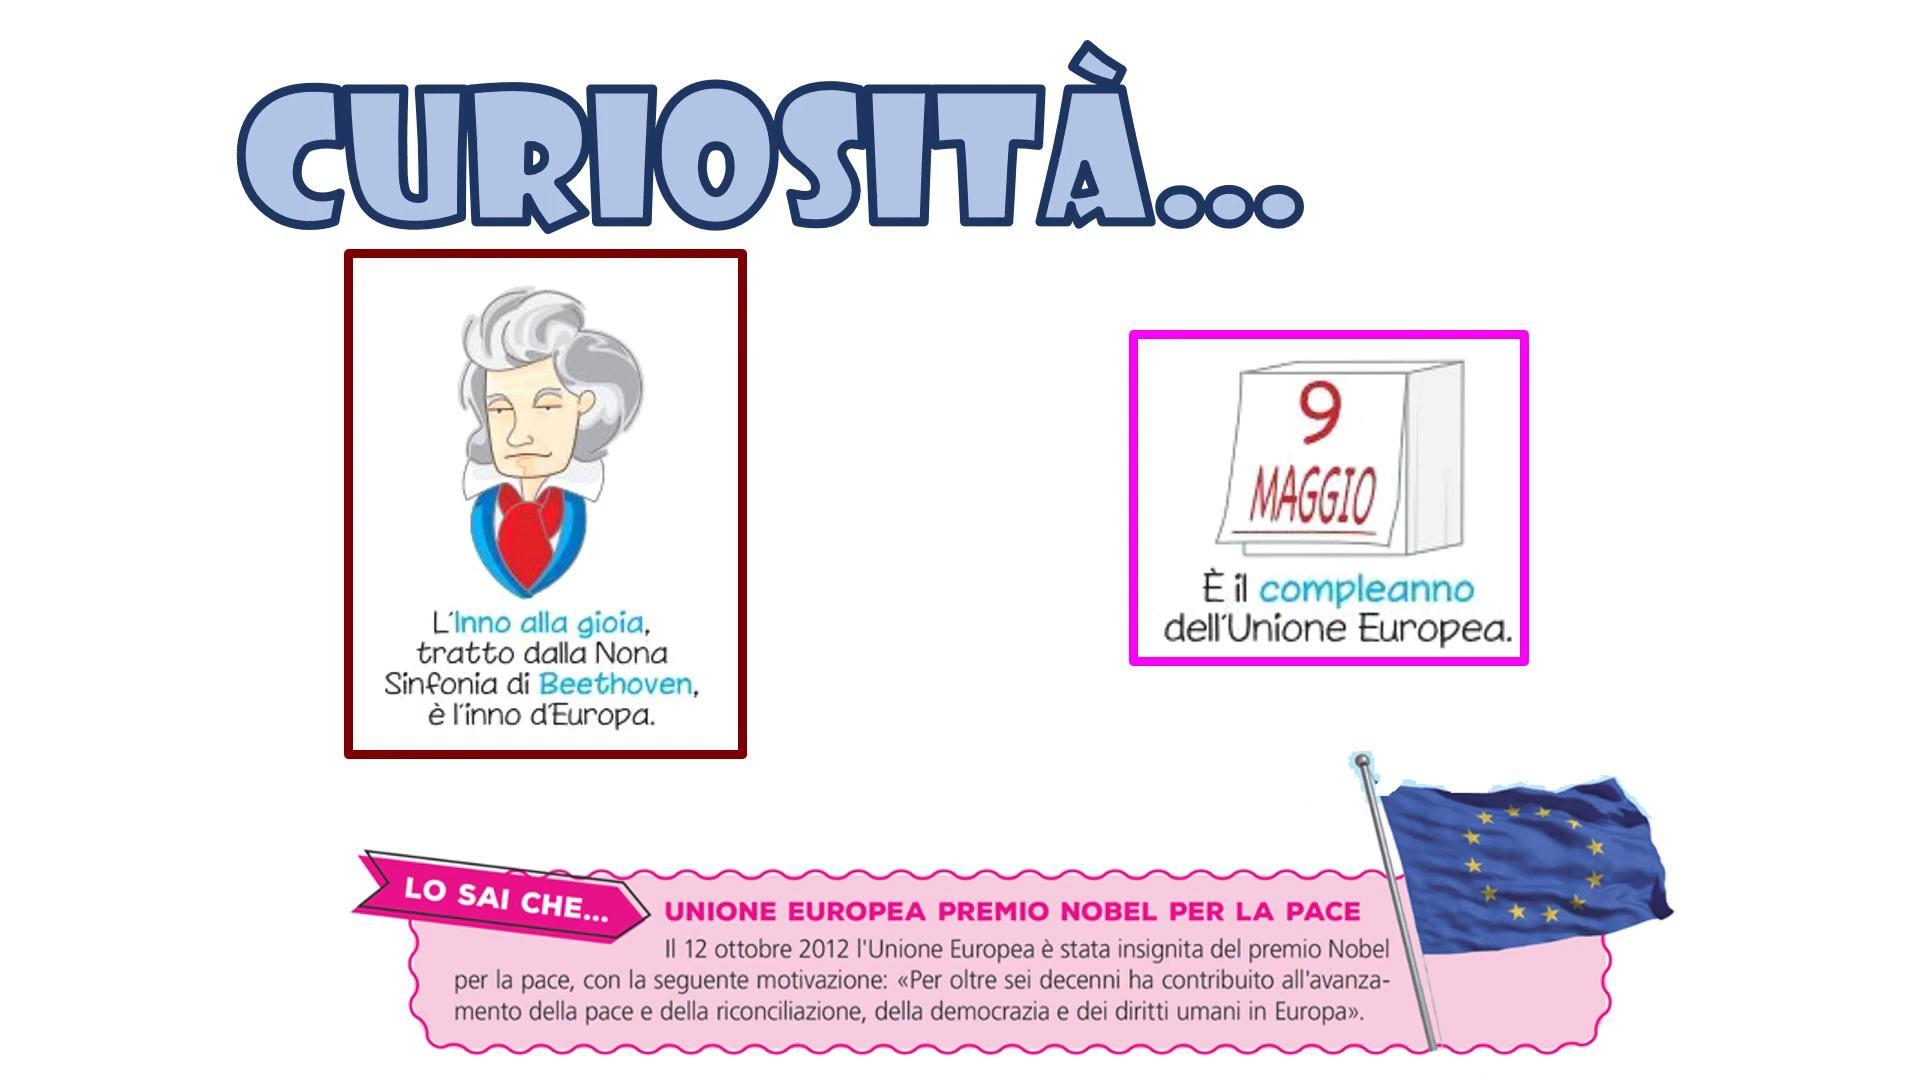 CURIOSITÀ...
L'Inno alla gioia,
tratto dalla Nona
Sinfonia di Beethoven,
è l'inno d'Europa.
9
MAGGIO
È il compleanno
dell'Unione Europea.
LO SAI CHE...
UNIONE EUROPEA PREMIO NOBEL PER LA PACE
Il 12 ottobre 2012 l'Unione Europea è stata insignita del premio Nobel
per la pace, con la seguente motivazione: «Per oltre sei decenni ha contribuito all'avanza-
mento della pace e della riconciliazione, della democrazia e dei diritti umani in Europa».